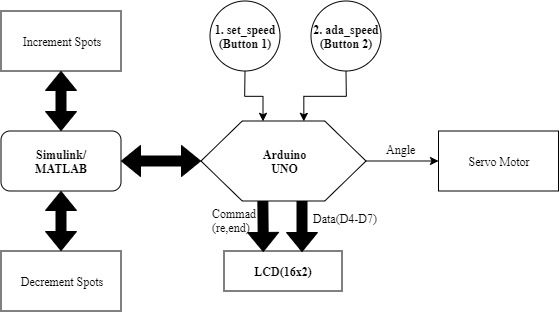 Increment Spots
1. set_speed
(Button 1)
2. ada_speed
(Button 2)
Simulink/
MATLAB
Arduino
UNO
Angle
Servo Motor
Commad
(re,end)
Data(D4-D7)
LCD(16x2)
Decrement Spots